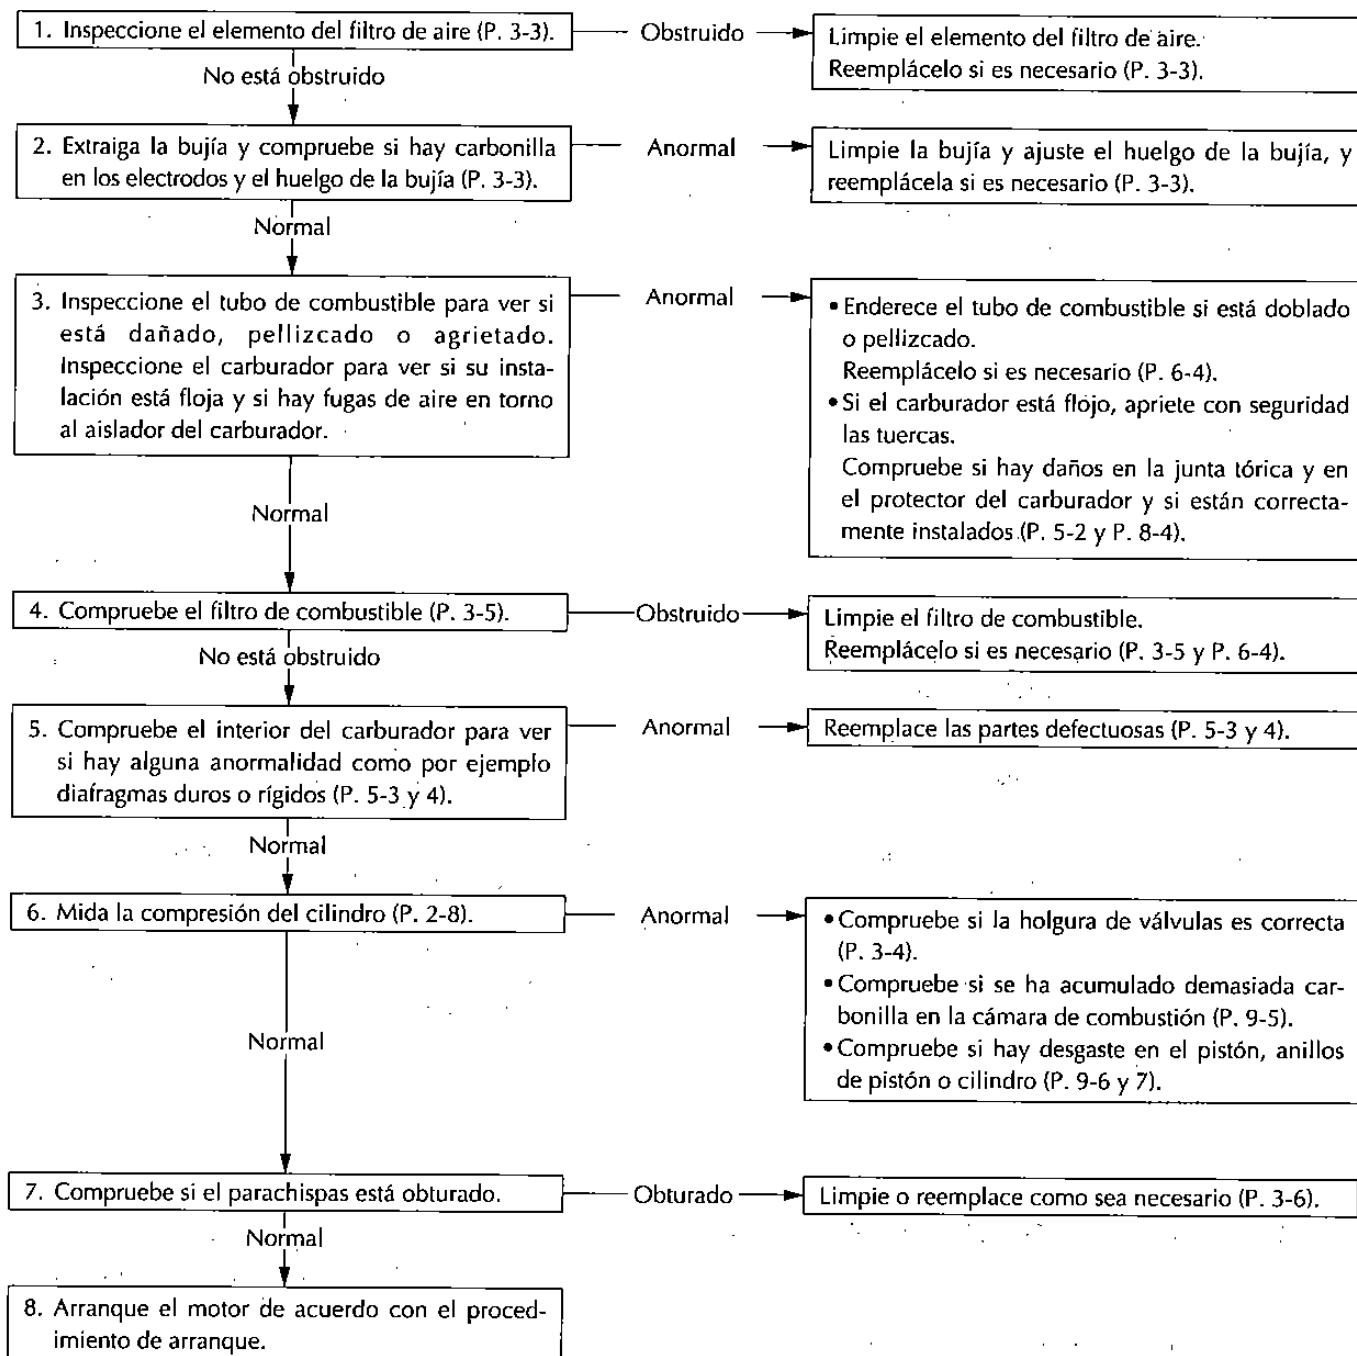 1. Inspeccione el elemento del filtro de aire (P. 3-3).
Obstruido
Limpie el elemento del filtro de aire.
Reemplácelo si es necesario (P. 3-3).
No está obstruido
2. Extraiga la bujía y compruebe si hay carbonilla
en los electrodos y el huelgo de la bujía (P. 3-3).
Anormal
Limpie la bujía y ajuste el huelgo de la bujía, y
reemplácela si es necesario (P. 3-3).
Normal
3. Inspeccione el tubo de combustible para ver si
está dañado, pellizcado o agrietado.
Inspeccione el carburador para ver si su insta-
lación está floja y si hay fugas de aire en torno
al aislador del carburador.
Anormal
• Enderece el tubo de combustible si está doblado
o pellizcado.
Reemplácelo si es necesario (P. 6-4).
• Si el carburador está flojo, apriete con seguridad
las tuercas.
Compruebe si hay daños en la junta tórica y en
el protector del carburador y si están correcta-
mente instalados (P. 5-2 y P. 8-4).
Normal
4. Compruebe el filtro de combustible (P. 3-5).
Obstruido
Limpie el filtro de combustible.
Reemplácelo si es necesario (P. 3-5 y P. 6-4).
No está obstruido
5. Compruebe el interior del carburador para ver
si hay alguna anormalidad como por ejemplo
diafragmas duros o rígidos (P. 5-3 y 4).
Anormal
Reemplace las partes defectuosas (P. 5-3 y 4).
Normal
6. Mida la compresión del cilindro (P. 2-8).
Anormal
• Compruebe si la holgura de válvulas es correcta
(P. 3-4).
• Compruebe si se ha acumulado demasiada car-
bonilla en la cámara de combustión (P. 9-5).
• Compruebe si hay desgaste en el pistón, anillos
de pistón o cilindro (P. 9-6 y 7).
Normal
7. Compruebe si el parachispas está obturado.
Obturado
Limpie o reemplace como sea necesario (P. 3-6).
Normal
8. Arranque el motor de acuerdo con el proced-
imiento de arranque.